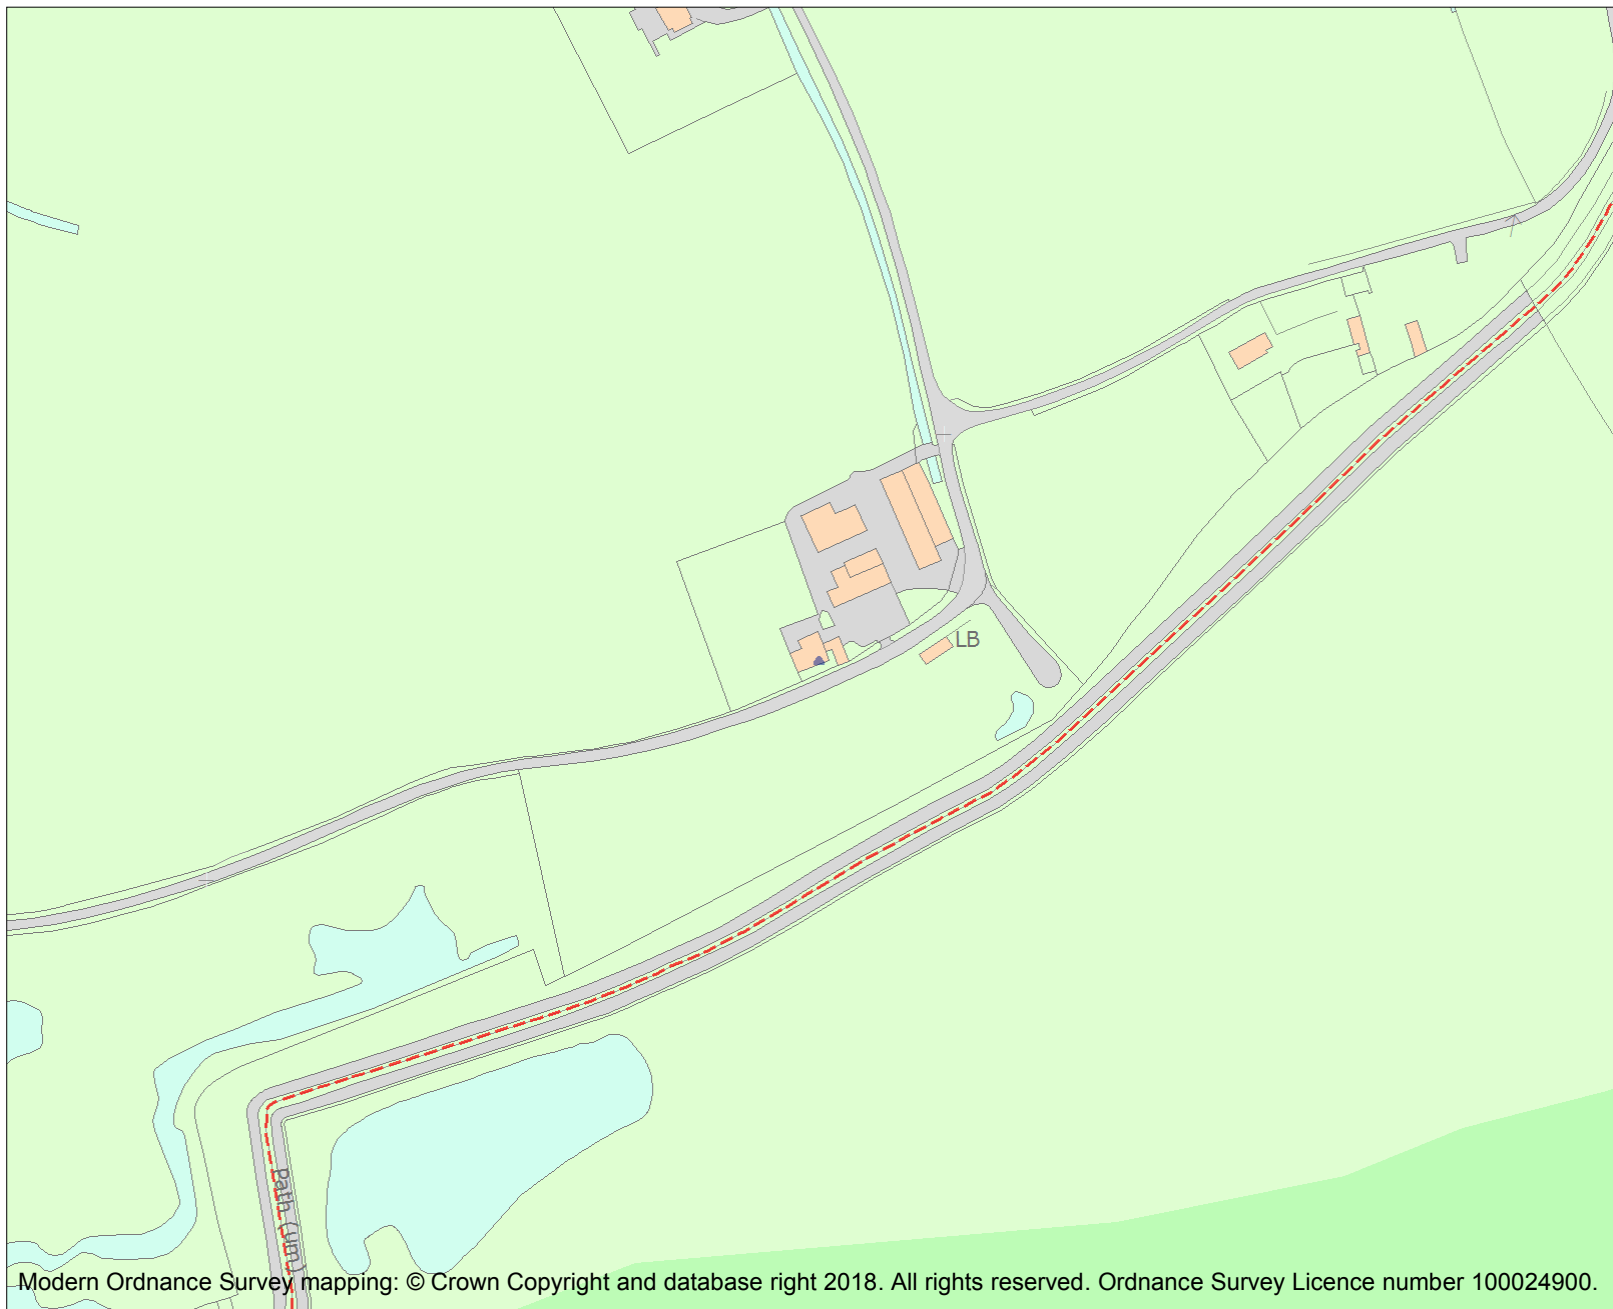 LB
Path (um)
Modern Ordnance Survey mapping: © Crown Copyright and database right 2018. All rights reserved. Ordnance Survey Licence number 100024900.